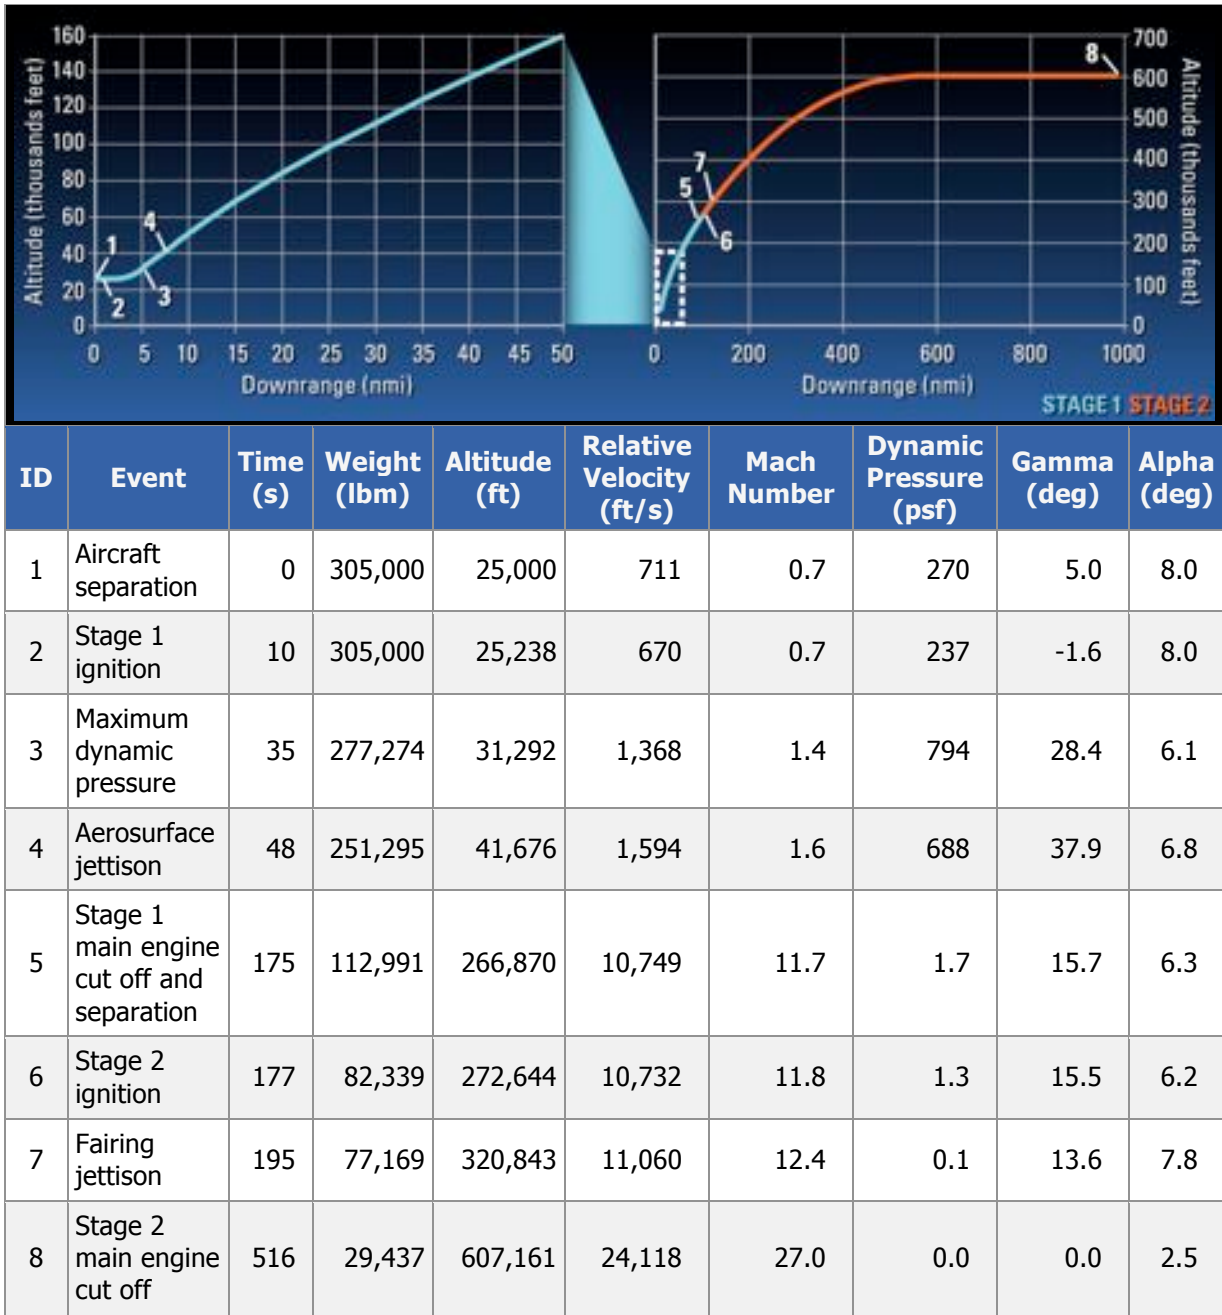 160
140
120
100
80
60
40
20
0
Altitude (thousands feet)
1
2
3
4
0 5 10 15 20 25 30 35 40 45 50
Downrange (nmi)
700
600
500
400
300
200
100
0
Altitude (thousands feet)
5
6
7
8
0 200 400 600 800 1000
Downrange (nmi)
STAGE 1 STAGE 2
ID Event Time (s) Weight (lbm) Altitude (ft) Relative Velocity (ft/s) Mach Number Dynamic Pressure (psf) Gamma (deg) Alpha (deg)
1 Aircraft separation 0 305,000 25,000 711 0.7 270 5.0 8.0
2 Stage 1 ignition 10 305,000 25,238 670 0.7 237 -1.6 8.0
3 Maximum dynamic pressure 35 277,274 31,292 1,368 1.4 794 28.4 6.1
4 Aerosurface jettison 48 251,295 41,676 1,594 1.6 688 37.9 6.8
5 Stage 1 main engine cut off and separation 175 112,991 266,870 10,749 11.7 1.7 15.7 6.3
6 Stage 2 ignition 177 82,339 272,644 10,732 11.8 1.3 15.5 6.2
7 Fairing jettison 195 77,169 320,843 11,060 12.4 0.1 13.6 7.8
8 Stage 2 main engine cut off 516 29,437 607,161 24,118 27.0 0.0 0.0 2.5